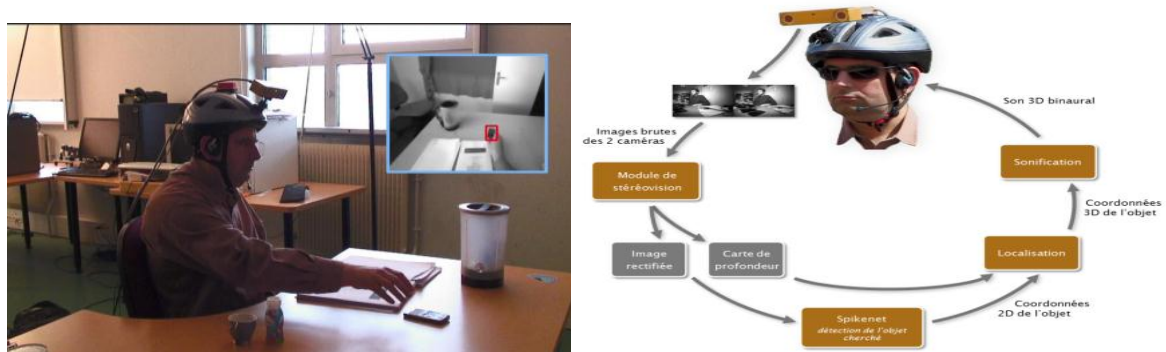 Son 3D binaural
Images brutes
des 2 caméras
Module de
stéréovision
Sonification
Coordonnées
3D de l'objet
Image
rectifiée
Carte de
profondeur
Localisation
Spikenet
détection de l'objet
cherché
Coordonnées
2D de l'objet